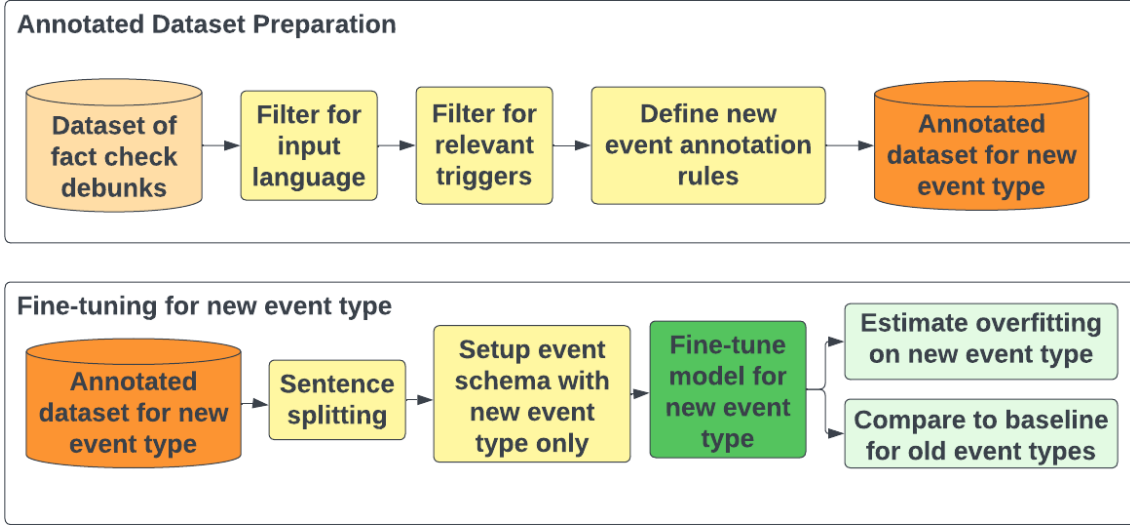 Annotated Dataset Preparation
Dataset of
fact check
debunks
Filter for
input
language
Filter for
relevant
triggers
Define new
event annotation
rules
Annotated
dataset for new
event type
Fine-tuning for new event type
Annotated
dataset for new
event type
Sentence
splitting
Setup event
schema with
new event
type only
Fine-tune
model for
new event
type
Estimate overfitting
on new event type
Compare to baseline
for old event types